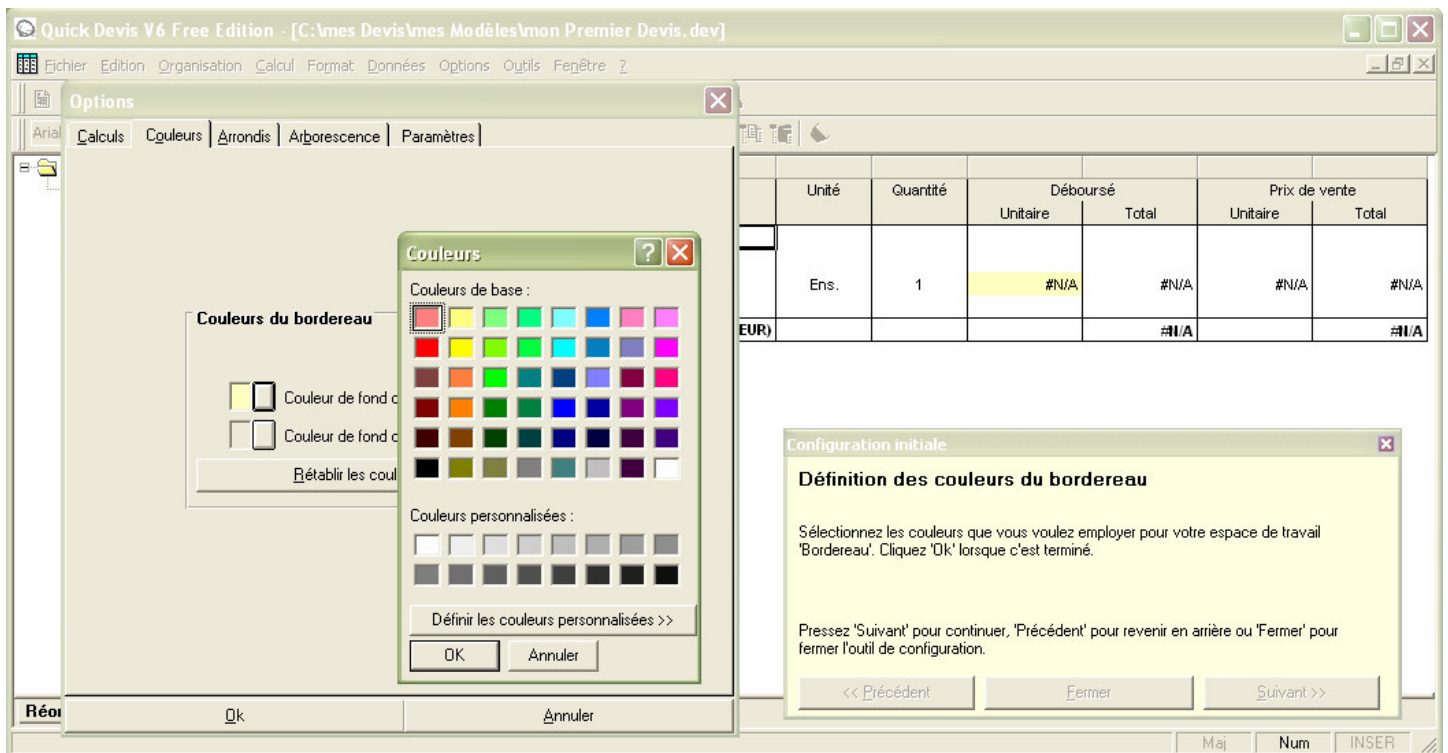 Quick Devis V6 Free Edition - [C:\mes Devis\mes Modèles\mon Premier Devis.dev]
Fichier Edition Organisation Calcul Format Données Options Outils Fenêtre ?
Options
Arial
Calculs Couleurs Arrondis Arborescence Paramètres
Unité Quantité Déboursé Prix de vente
Unitaire Total Unitaire Total
Couleurs
Couleurs de base :
Ens. 1 #N/A #N/A #N/A #N/A
Couleurs du bordereau
EUR) #N/A #N/A
Couleur de fond c
Couleur de fond c
Rétablir les coul
Couleurs personnalisées :
Définir les couleurs personnalisées >>
OK Annuler
Configuration initiale
Définition des couleurs du bordereau
Sélectionnez les couleurs que vous voulez employer pour votre espace de travail
'Bordereau'. Cliquez 'Ok' lorsque c'est terminé.
Pressez 'Suivant' pour continuer, 'Précédent' pour revenir en arrière ou 'Fermer' pour
fermer l'outil de configuration.
<< Précédent Fermer Suivant >>
Réor
Ok Annuler
Maj Num INSER